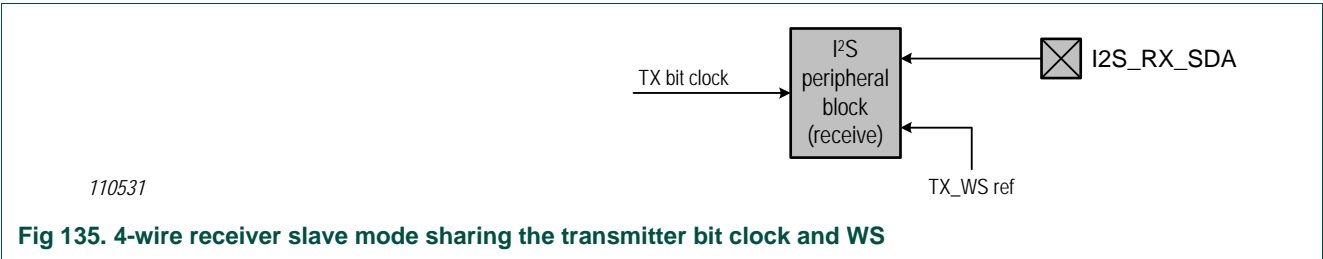 I²S
peripheral
block
(receive)
TX bit clock
I2S_RX_SDA
TX_WS ref
110531
Fig 135. 4-wire receiver slave mode sharing the transmitter bit clock and WS